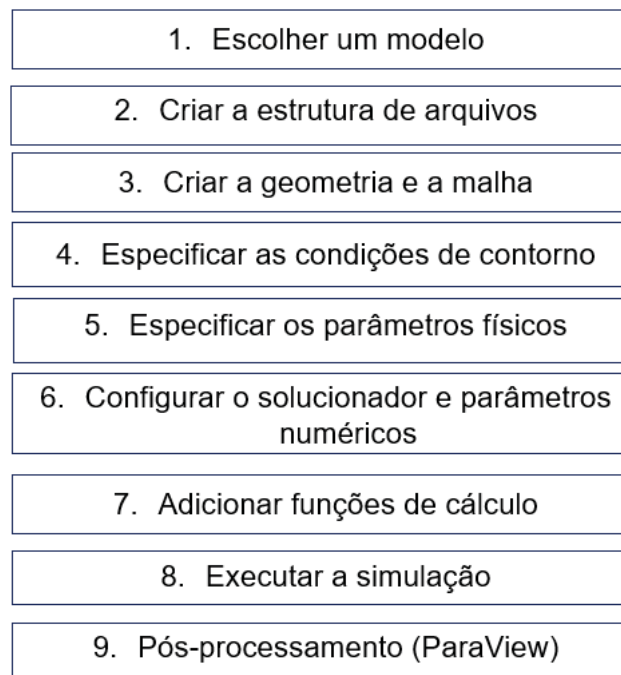 1. Escolher um modelo
2. Criar a estrutura de arquivos
3. Criar a geometria e a malha
4. Especificar as condições de contorno
5. Especificar os parâmetros físicos
6. Configurar o solucionador e parâmetros
numéricos
7. Adicionar funções de cálculo
8. Executar a simulação
9. Pós-processamento (ParaView)